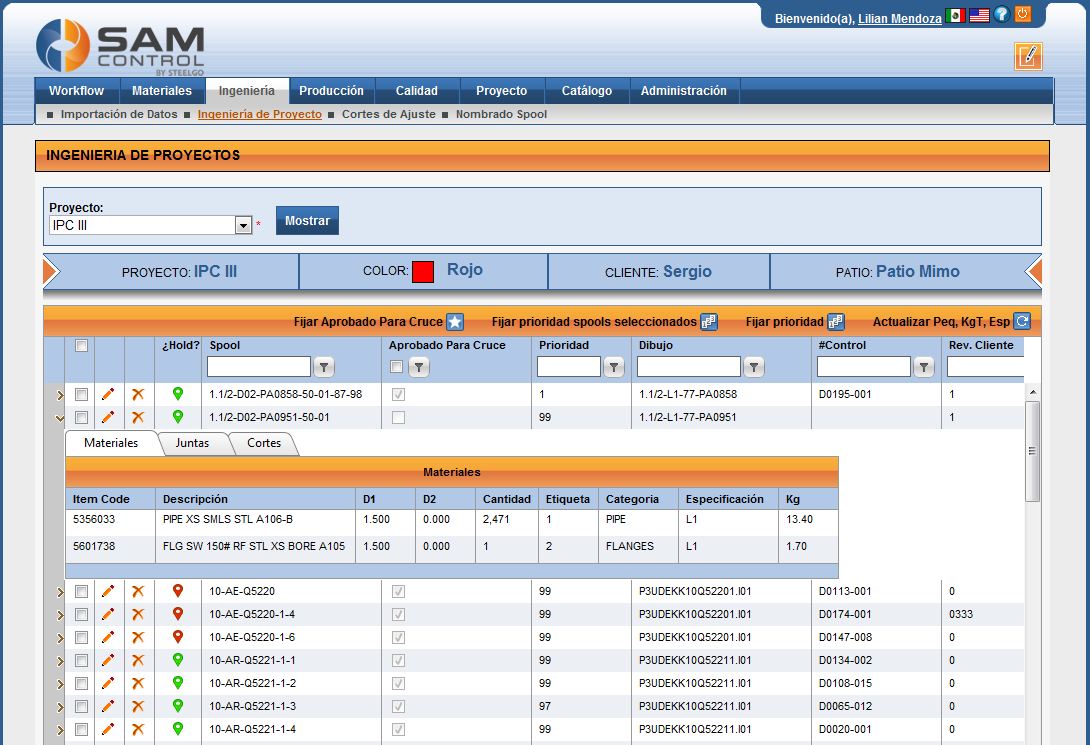 Bienvenido(a), Lilian Mendoza
SAM
CONTROL
BY STEELGO
Workflow Materiales Ingeniería Producción Calidad Proyecto Catálogo Administración
Importación de Datos Ingeniería de Proyecto Cortes de Ajuste Nombrado Spool
INGENIERIA DE PROYECTOS
Proyecto:
IPC III * Mostrar
PROYECTO: IPC III COLOR: Rojo CLIENTE: Sergio PATIO: Patio Mimo
Fijar Aprobado Para Cruce Fijar prioridad spools seleccionados Fijar prioridad Actualizar Peq, KgT, Esp
¿Hold? Spool Aprobado Para Cruce Prioridad Dibujo #Control Rev. Cliente
1.1/2-D02-PA0858-50-01-87-98 1 1.1/2-L1-77-PA0858 D0195-001 1
1.1/2-D02-PA0951-50-01 99 1.1/2-L1-77-PA0951 1
Materiales Juntas Cortes
Materiales
Item Code Descripción D1 D2 Cantidad Etiqueta Categoria Especificación Kg
5356033 PIPE XS SMLS STL A106-B 1.500 0.000 2,471 1 PIPE L1 13.40
5601738 FLG SW 150# RF STL XS BORE A105 1.500 0.000 1 2 FLANGES L1 1.70
10-AE-Q5220 99 P3UDEKK10Q52201.I01 D0113-001 0
10-AE-Q5220-1-4 99 P3UDEKK10Q52201.I01 D0174-001 0333
10-AE-Q5220-1-6 99 P3UDEKK10Q52201.I01 D0147-008 0
10-AR-Q5221-1-1 99 P3UDEKK10Q52211.I01 D0134-002 0
10-AR-Q5221-1-2 99 P3UDEKK10Q52211.I01 D0108-015 0
10-AR-Q5221-1-3 97 P3UDEKK10Q52211.I01 D0065-012 0
10-AR-Q5221-1-4 99 P3UDEKK10Q52211.I01 D0020-001 0